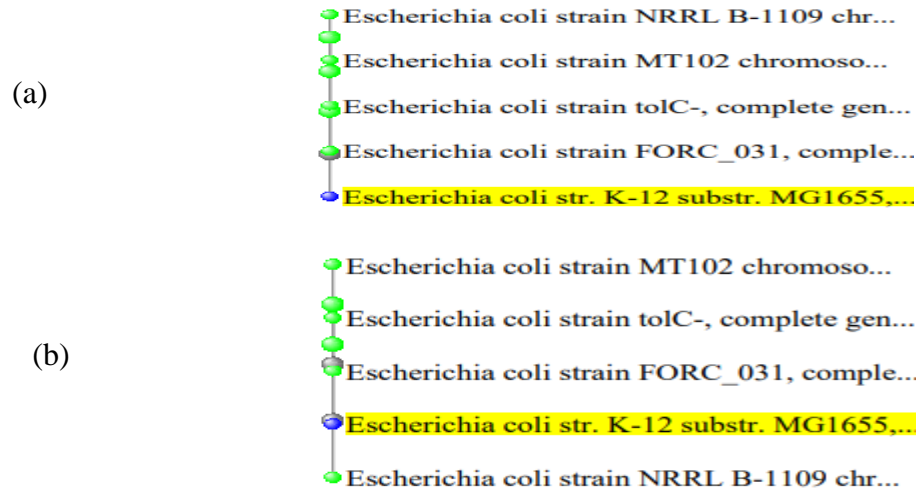 Escherichia coli strain NRRL B-1109 chr...
Escherichia coli strain MT102 chromoso...
(a)
Escherichia coli strain tolC-, complete gen...
Escherichia coli strain FORC_031, comple...
Escherichia coli str. K-12 substr. MG1655,...
Escherichia coli strain MT102 chromoso...
Escherichia coli strain tolC-, complete gen...
(b)
Escherichia coli strain FORC_031, comple...
Escherichia coli str. K-12 substr. MG1655,...
Escherichia coli strain NRRL B-1109 chr...